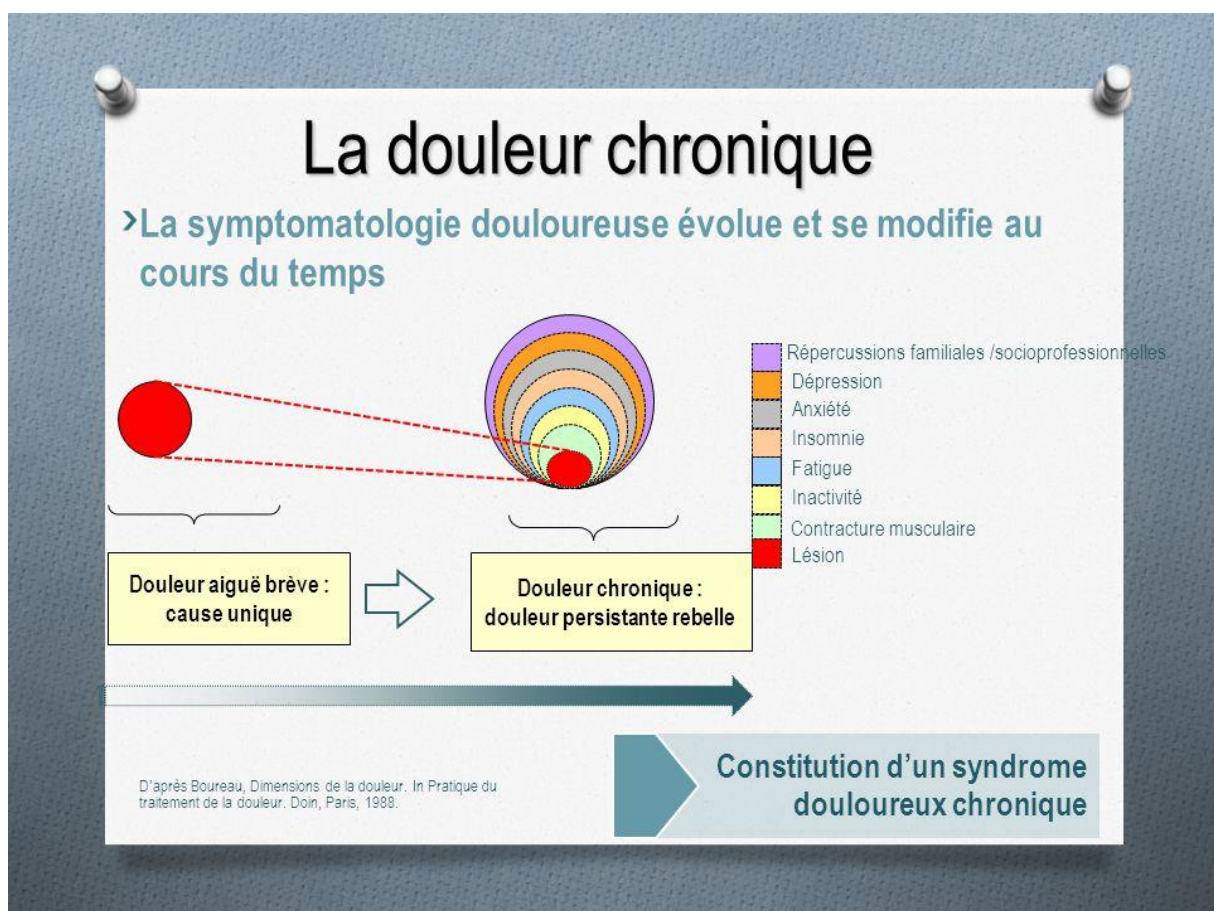 La douleur chronique
›La symptomatologie douloureuse évolue et se modifie au
cours du temps
Répercussions familiales /socioprofessionnelles
Dépression
Anxiété
Insomnie
Fatigue
Inactivité
Contracture musculaire
Lésion
Douleur aiguë brève :
cause unique
Douleur chronique :
douleur persistante rebelle
Constitution d’un syndrome
douloureux chronique
D’après Boureau, Dimensions de la douleur. In Pratique du
traitement de la douleur. Doin, Paris, 1988.